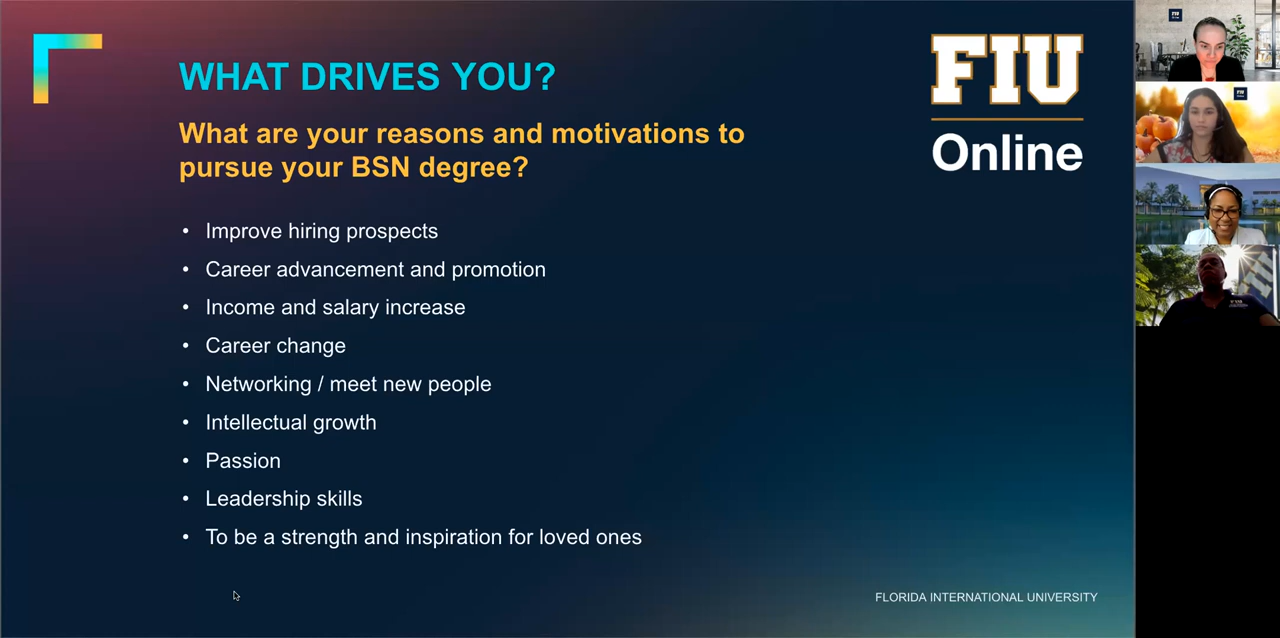 WHAT DRIVES YOU?
What are your reasons and motivations to
pursue your BSN degree?
• Improve hiring prospects
• Career advancement and promotion
• Income and salary increase
• Career change
• Networking / meet new people
• Intellectual growth
• Passion
• Leadership skills
• To be a strength and inspiration for loved ones
FIU
Online
FLORIDA INTERNATIONAL UNIVERSITY